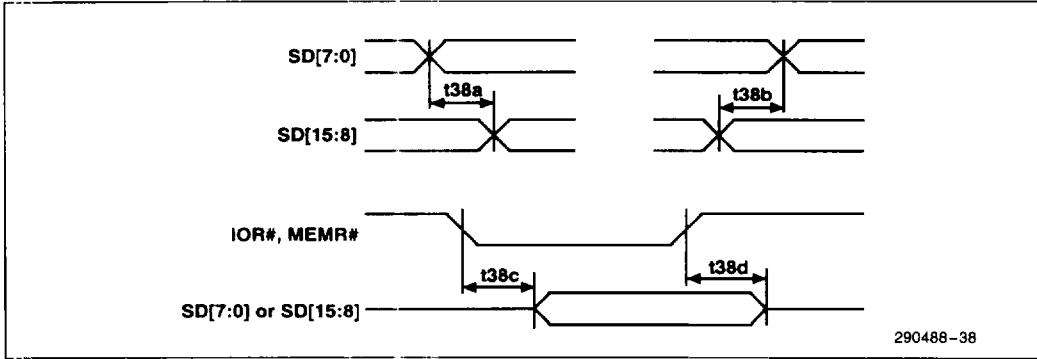 SD[7:0]
t38a
t38b
SD[15:8]
IOR#, MEMR#
t38c
t38d
SD[7:0] or SD[15:8]
290488-38